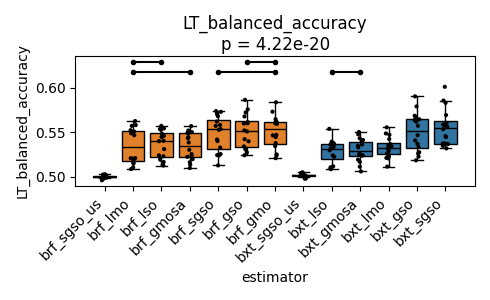 LT_balanced_accuracy
p = 4.22e-20
LT_balanced_accuracy
0.60
0.55
0.50
brf_sgso_us
brf_lmo
brf_lso
brf_gmosa
brf_sgso
brf_gso
brf_gmo
bxt_sgso_us
bxt_lso
bxt_gmosa
bxt_lmo
bxt_gso
bxt_sgso
estimator